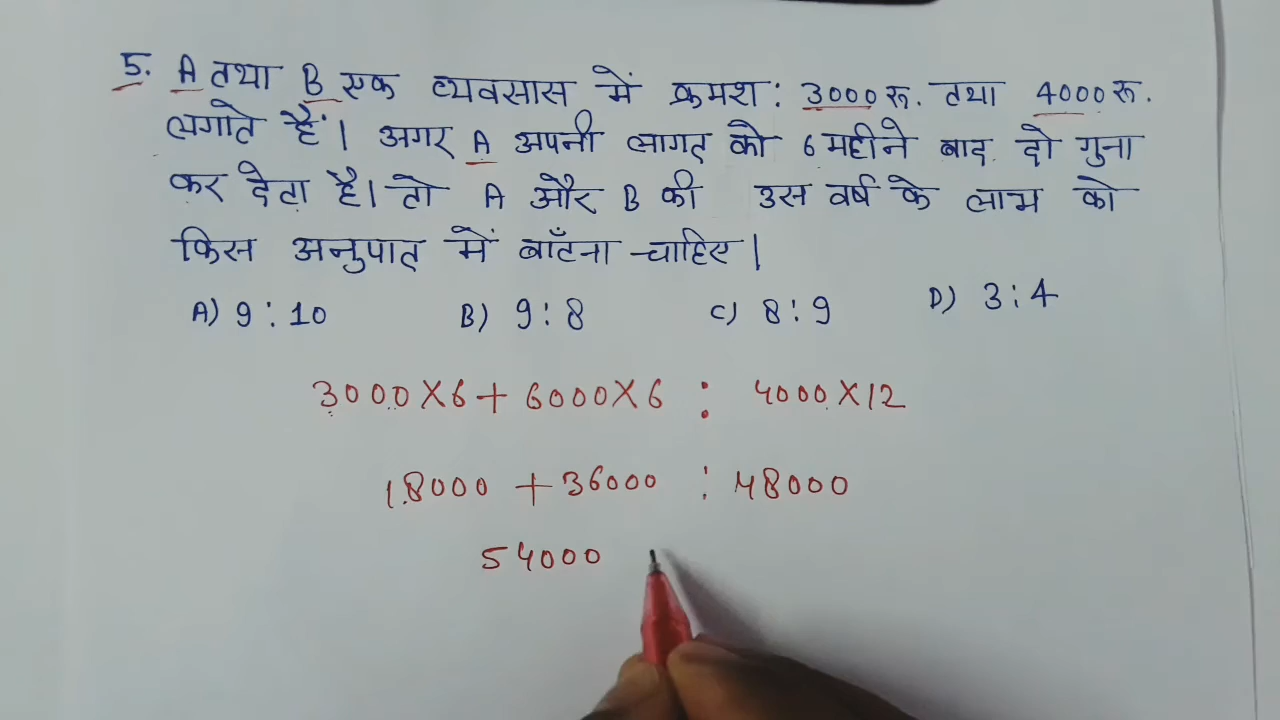 5. A तथा B एक व्यवसास में क्रमश: 3000 रू. तथा 4000 रू.
लगाते हैं। अगर A अपनी लागत को 6 महीने बाद दो गुना
कर देता है। तो A और B की उस वर्ष के लाभ को
किस अनुपात में बाँटना चाहिए।
A) 9 : 10 B) 9 : 8 C) 8 : 9 D) 3 : 4
3000 X 6 + 6000 X 6 : 4000 X 12
18000 + 36000 : 48000
54000